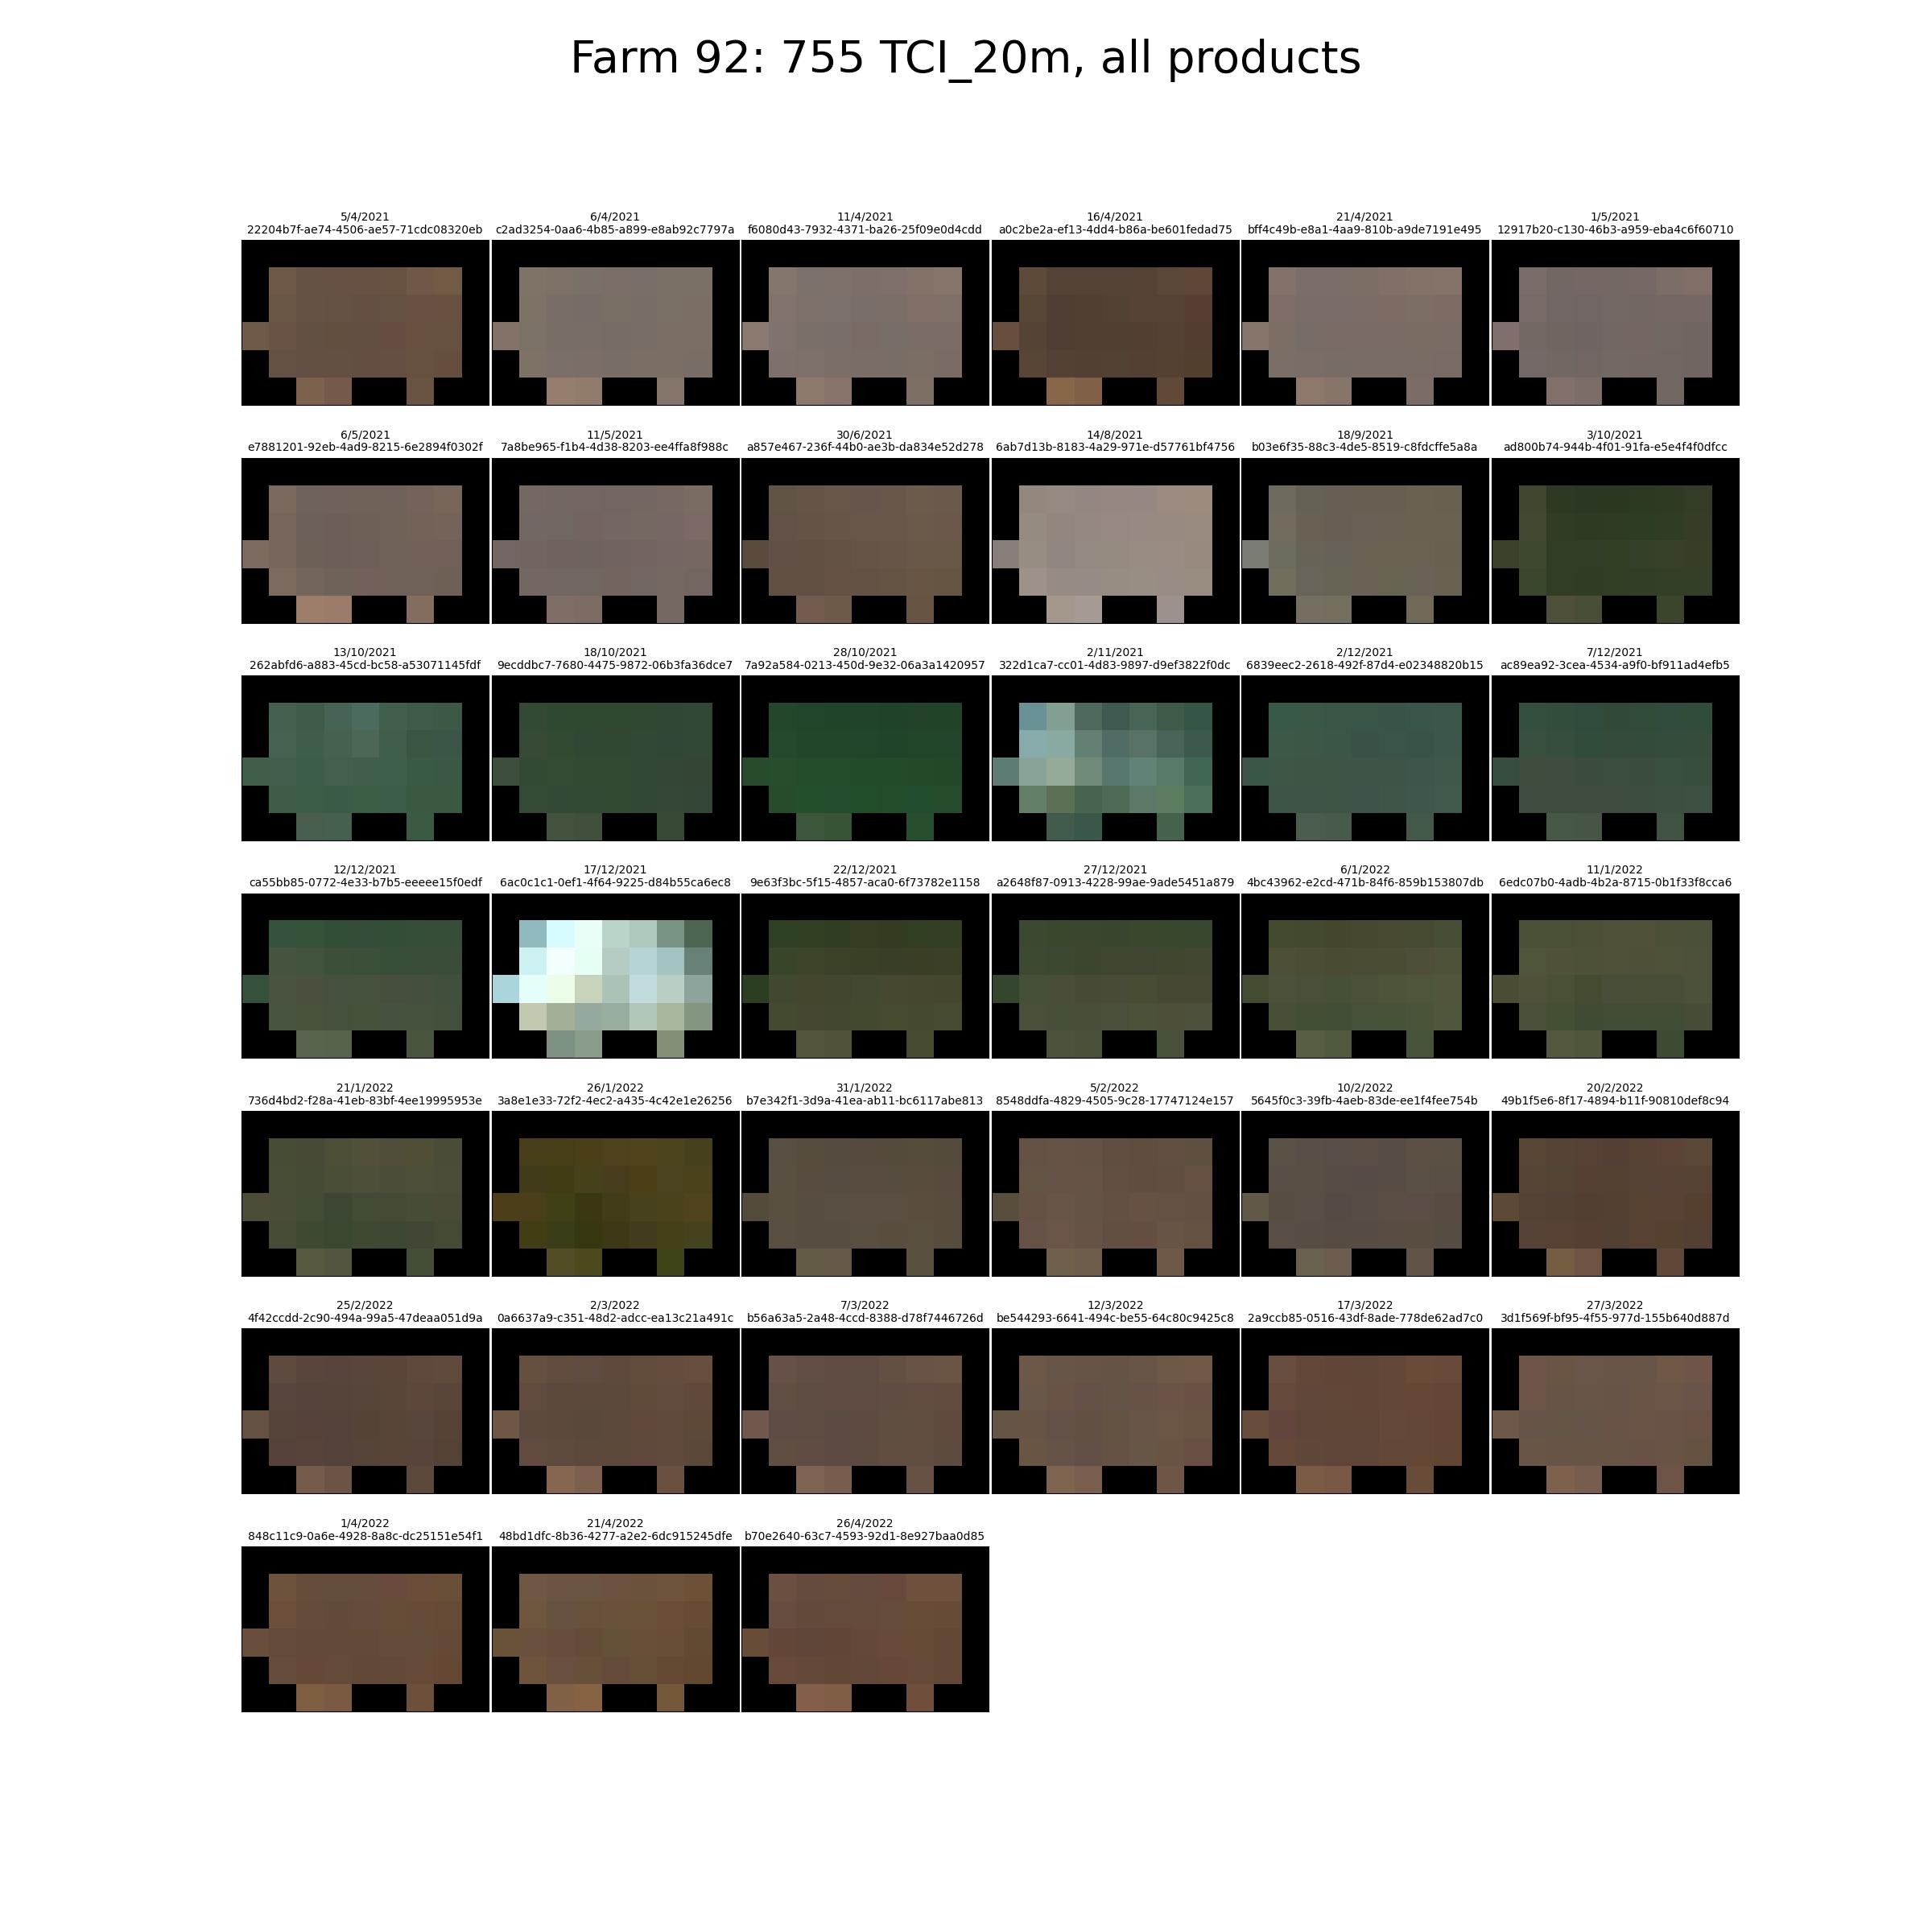 Farm 92: 755 TCI_20m, all products
5/4/2021 6/4/2021 11/4/2021 16/4/2021 21/4/2021 1/5/2021
22204b7f-ae74-4506-ae57-71cdc08320eb c2ad3254-0aa6-4b85-a899-e8ab92c7797a f6080d43-7932-4371-ba26-25f09e0d4cdd a0c2be2a-ef13-4dd4-b86a-be601fedad75 bff4c49b-e8a1-4aa9-810b-a9de7191e495 12917b20-c130-46b3-a959-eba4c6f60710
6/5/2021 11/5/2021 30/6/2021 14/8/2021 18/9/2021 3/10/2021
e7881201-92eb-4ad9-8215-6e2894f0302f 7a8be965-f1b4-4d38-8203-ee4ffa8f988c a857e467-236f-44b0-ae3b-da834e52d278 6ab7d13b-8183-4a29-971e-d57761bf4756 b03e6f35-88c3-4de5-8519-c8fdcffe5a8a ad800b74-944b-4f01-91fa-e5e4f4f0dfcc
13/10/2021 18/10/2021 28/10/2021 2/11/2021 2/12/2021 7/12/2021
262abfd6-a883-45cd-bc58-a53071145fdf 9ecddbc7-7680-4475-9872-06b3fa36dce7 7a92a584-0213-450d-9e32-06a3a1420957 322d1ca7-cc01-4d83-9897-d9ef3822f0dc 6839eec2-2618-492f-87d4-e02348820b15 ac89ea92-3cea-4534-a9f0-bf911ad4efb5
12/12/2021 17/12/2021 22/12/2021 27/12/2021 6/1/2022 11/1/2022
ca55bb85-0772-4e33-b7b5-eeeee15f0edf 6ac0c1c1-0ef1-4f64-9225-d84b55ca6ec8 9e63f3bc-5f15-4857-aca0-6f73782e1158 a2648f87-0913-4228-99ae-9ade5451a879 4bc43962-e2cd-471b-84f6-859b153807db 6edc07b0-4adb-4b2a-8715-0b1f33f8cca6
21/1/2022 26/1/2022 31/1/2022 5/2/2022 10/2/2022 20/2/2022
736d4bd2-f28a-41eb-83bf-4ee19995953e 3a8e1e33-72f2-4ec2-a435-4c42e1e26256 b7e342f1-3d9a-41ea-ab11-bc6117abe813 8548ddfa-4829-4505-9c28-17747124e157 5645f0c3-39fb-4aeb-83de-ee1f4fee754b 49b1f5e6-8f17-4894-b11f-90810def8c94
25/2/2022 2/3/2022 7/3/2022 12/3/2022 17/3/2022 27/3/2022
4f42ccdd-2c90-494a-99a5-47deaa051d9a 0a6637a9-c351-48d2-adcc-ea13c21a491c b56a63a5-2a48-4ccd-8388-d78f7446726d be544293-6641-494c-be55-64c80c9425c8 2a9ccb85-0516-43df-8ade-778de62ad7c0 3d1f569f-bf95-4f55-977d-155b640d887d
1/4/2022 21/4/2022 26/4/2022
848c11c9-0a6e-4928-8a8c-dc25151e54f1 48bd1dfc-8b36-4277-a2e2-6dc915245dfe b70e2640-63c7-4593-92d1-8e927baa0d85